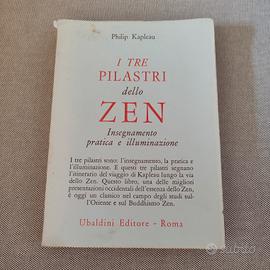 Philip Kapleau
I TRE
PILASTRI
dello
ZEN
Insegnamento
pratica e illuminazione
I tre pilastri sono: l'insegnamento, la pratica e
l'illuminazione. E questi tre pilastri segnano
l'itinerario del viaggio di Kapleau lungo la via
dello Zen. Questo libro, una delle migliori
presentazioni occidentali dell'essenza dello Zen,
è oggi un classico nel campo degli studi sul-
l'Oriente e sul Buddhismo Zen.
Ubaldini Editore - Roma
subito